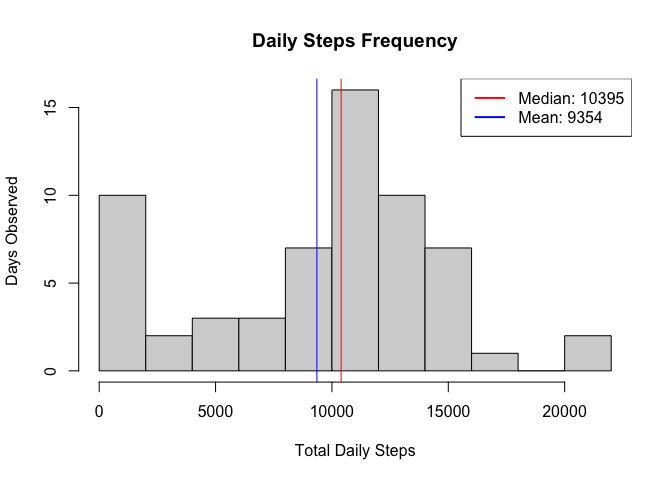 Daily Steps Frequency
Median: 10395
Mean: 9354
15
10
5
0
Days Observed
0 5000 10000 15000 20000
Total Daily Steps